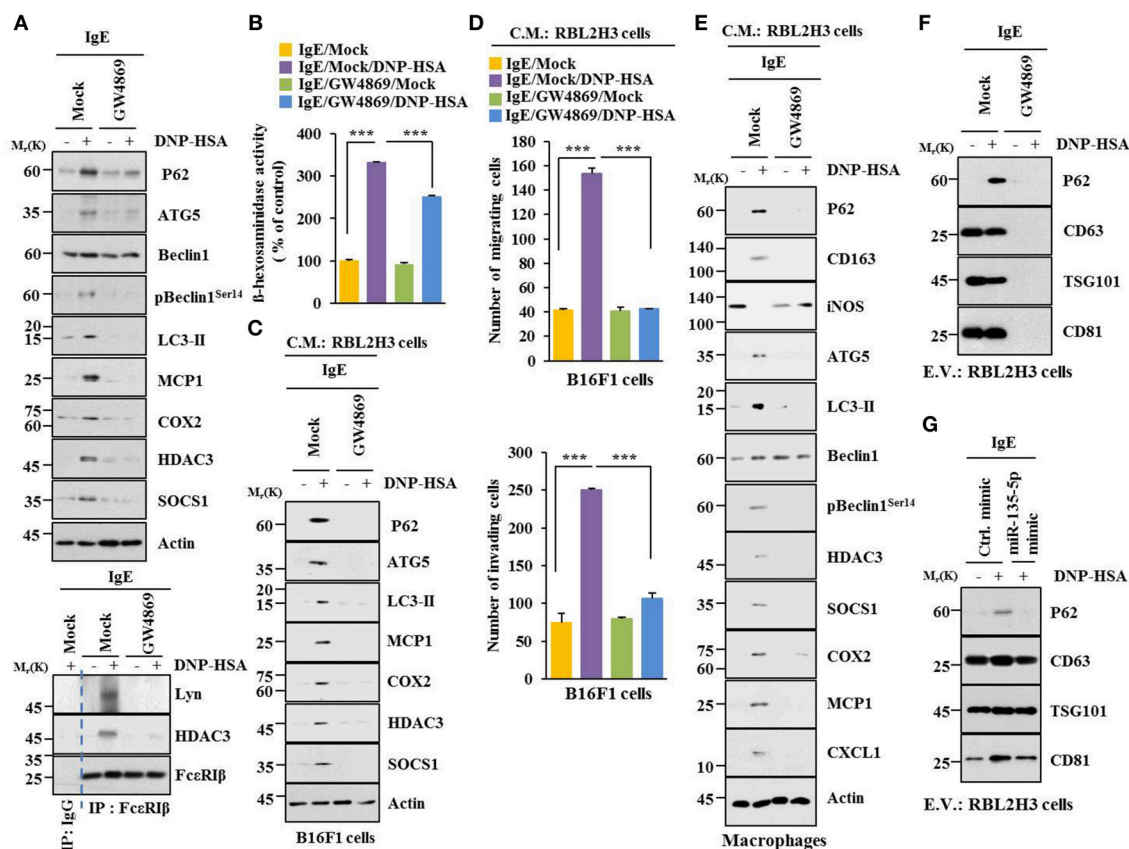 A
IgE
Mock
GW4869
- + - + DNP-HSA
Mr(K)
60 P62
35 ATG5
60 Beclin1
60 pBeclin1Ser14
20
15 LC3-II
25 MCP1
75
60 COX2
45 HDAC3
35 SOCS1
45 Actin
IgE
Mock
Mock
GW4869
Mr(K) + - + - + DNP-HSA
45 Lyn
45 HDAC3
35
25 FcεRIβ
IP: IgG
IP : FcεRIβ
B
IgE/Mock
IgE/Mock/DNP-HSA
IgE/GW4869/Mock
IgE/GW4869/DNP-HSA
ß-hexosaminidase activity
( % of control)
400
300
200
100
0
*** ***
C
C.M.: RBL2H3 cells
IgE
Mock
GW4869
- + - + DNP-HSA
Mr(K)
60 P62
35 ATG5
20
15 LC3-II
25 MCP1
75
60 COX2
45 HDAC3
35 SOCS1
45 Actin
B16F1 cells
D
C.M.: RBL2H3 cells
IgE/Mock
IgE/Mock/DNP-HSA
IgE/GW4869/Mock
IgE/GW4869/DNP-HSA
Number of migrating cells
180
160
140
120
100
80
60
40
20
0
*** ***
B16F1 cells
Number of invading cells
300
250
200
150
100
50
0
*** ***
B16F1 cells
E
C.M.: RBL2H3 cells
IgE
Mock
GW4869
- + - + DNP-HSA
Mr(K)
60 P62
140
100 CD163
140
100 iNOS
35 ATG5
20
15 LC3-II
60 Beclin1
60 pBeclin1Ser14
45 HDAC3
35 SOCS1
75
60 COX2
25 MCP1
10 CXCL1
45 Actin
Macrophages
F
IgE
Mock
GW4869
Mr(K) - + - + DNP-HSA
60 P62
25 CD63
45 TSG101
25 CD81
E.V.: RBL2H3 cells
G
IgE
Ctrl. mimic
miR-135-5p
mimic
Mr(K) - + + DNP-HSA
60 P62
25 CD63
45 TSG101
25 CD81
E.V.: RBL2H3 cells